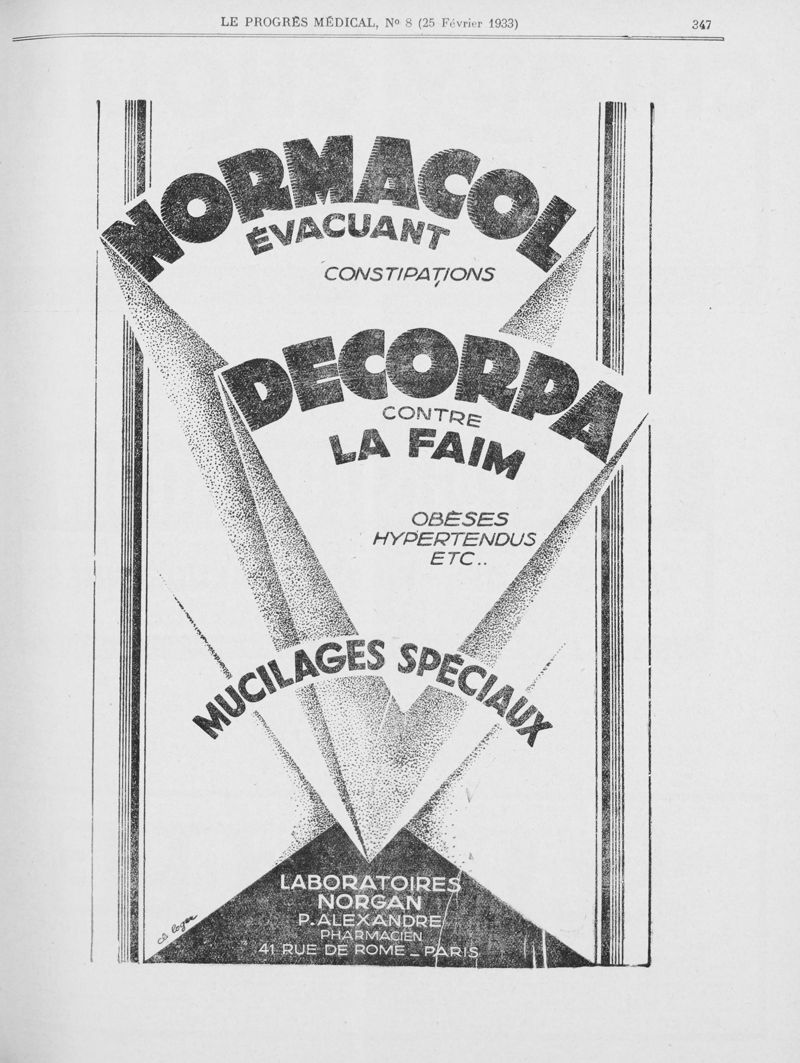 LE PROGRÈS MÉDICAL, No 8 (25 Février 1933) 347
NORMACOL
ÉVACUANT
CONSTIPATIONS
DECORPA
CONTRE
LA FAIM
OBÈSES
HYPERTENDUS
ETC..
MUCILAGES SPÉCIAUX
LABORATOIRES
NORGAN
P. ALEXANDRE
PHARMACIEN
41 RUE DE ROME _ PARIS